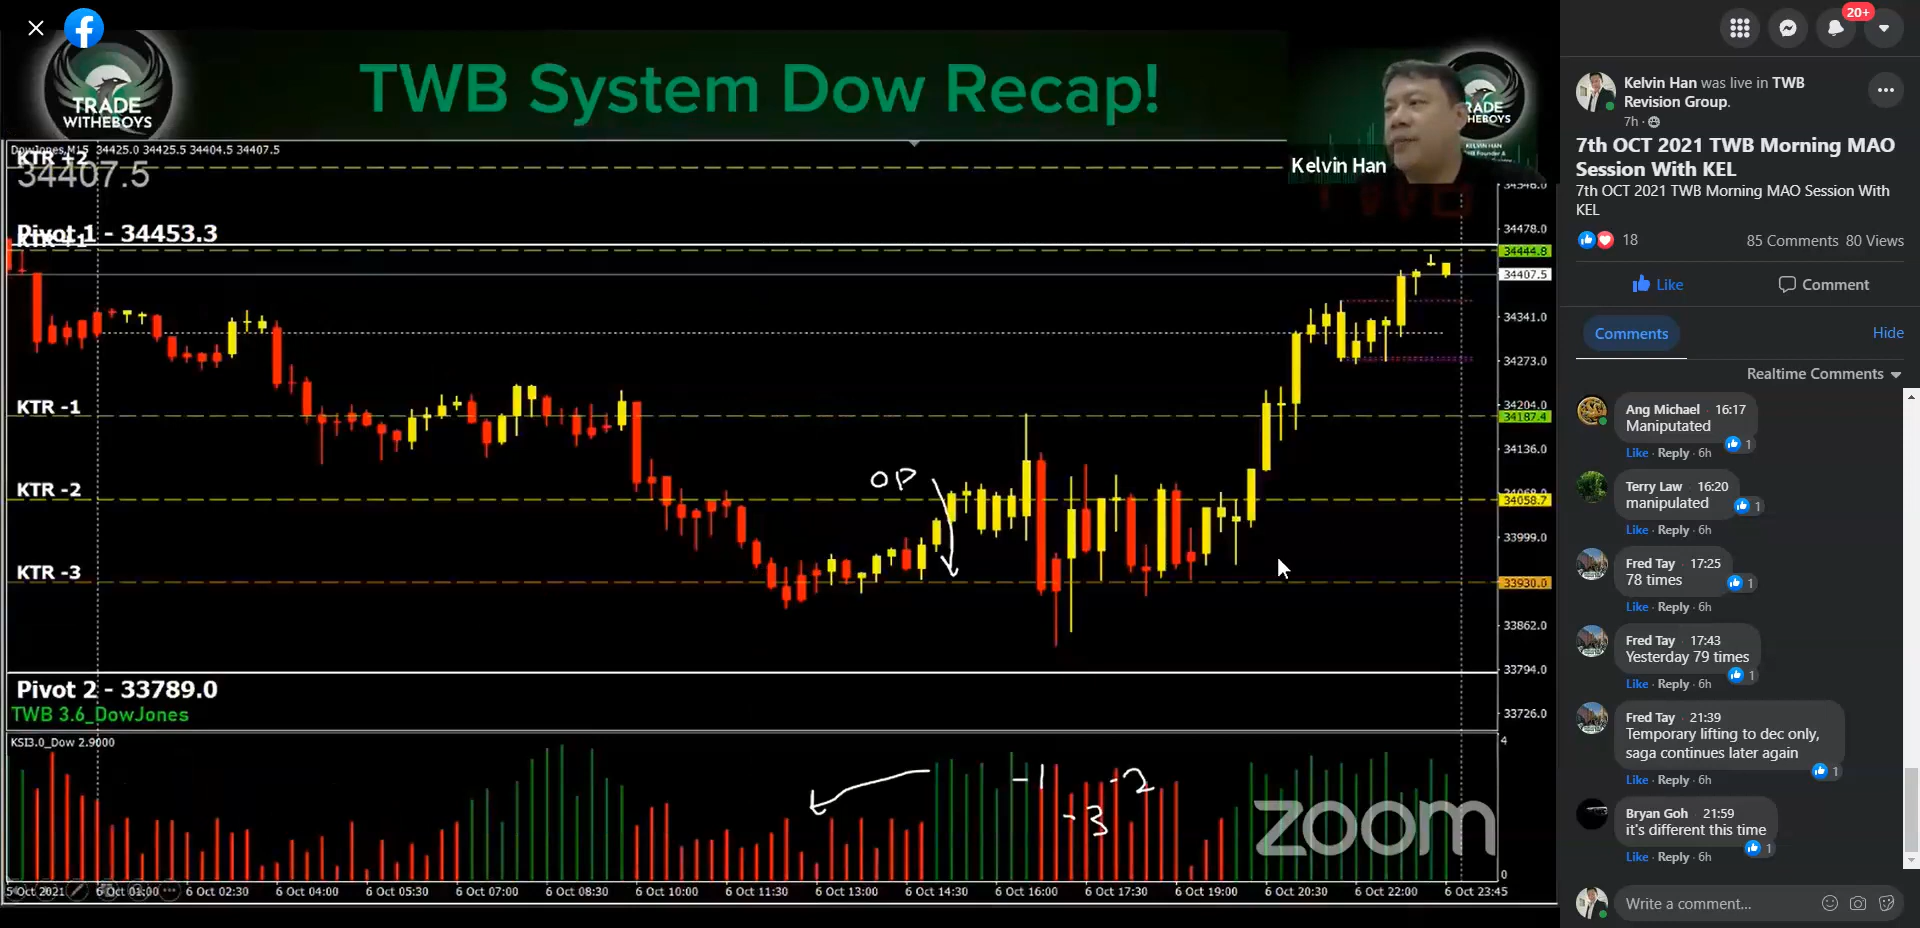 TWB System Dow Recap!
TRADE
WITHEBOYS
RADE
HEBOYS
KELVIN HAN
Kelvin Han
DowJones,M15 34425.0 34425.5 34404.5 34407.5
KTR +2
34407.5
Pivot 1 - 34453.3
KTR -1
KTR -2
KTR -3
OP
34478.0
34444.8
34407.5
34341.0
34273.0
34204.0
34187.4
34136.0
34058.7
33999.0
33930.0
33862.0
33794.0
33726.0
Pivot 2 - 33789.0
TWB 3.6_DowJones
KSI3.0_Dow 2.9000
4
0
-1
-2
-3
zoom
5 Oct 2021
6 Oct 01:00
6 Oct 02:30
6 Oct 04:00
6 Oct 05:30
6 Oct 07:00
6 Oct 08:30
6 Oct 10:00
6 Oct 11:30
6 Oct 13:00
6 Oct 14:30
6 Oct 16:00
6 Oct 17:30
6 Oct 19:00
6 Oct 20:30
6 Oct 22:00
6 Oct 23:45
20+
Kelvin Han was live in TWB
Revision Group.
7h ·
7th OCT 2021 TWB Morning MAO
Session With KEL
7th OCT 2021 TWB Morning MAO Session With
KEL
18
85 Comments 80 Views
Like
Comment
Comments
Hide
Realtime Comments
Ang Michael · 16:17
Maniputated
1
Like · Reply · 6h
Terry Law · 16:20
manipulated
1
Like · Reply · 6h
Fred Tay · 17:25
78 times
1
Like · Reply · 6h
Fred Tay · 17:43
Yesterday 79 times
1
Like · Reply · 6h
Fred Tay · 21:39
Temporary lifting to dec only,
saga continues later again
1
Like · Reply · 6h
Bryan Goh · 21:59
it's different this time
1
Like · Reply · 6h
Write a comment...